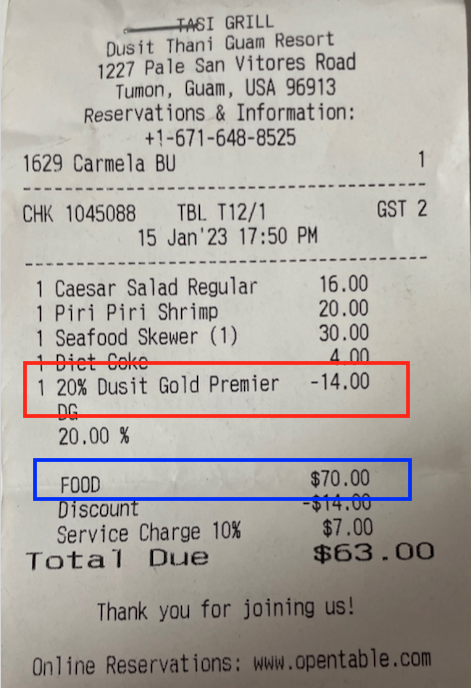 TASI GRILL
Dusit Thani Guam Resort
1227 Pale San Vitores Road
Tumon, Guam, USA 96913
Reservations & Information:
+1-671-648-8525
1629 Carmela BU 1
CHK 1045088 TBL T12/1 GST 2
15 Jan'23 17:50 PM
1 Caesar Salad Regular 16.00
1 Piri Piri Shrimp 20.00
1 Seafood Skewer (1) 30.00
1 Diet Coke 4.00
1 20% Dusit Gold Premier -14.00
DG
20.00 %
FOOD $70.00
Discount -$14.00
Service Charge 10% $7.00
Total Due $63.00
Thank you for joining us!
Online Reservations: www.opentable.com